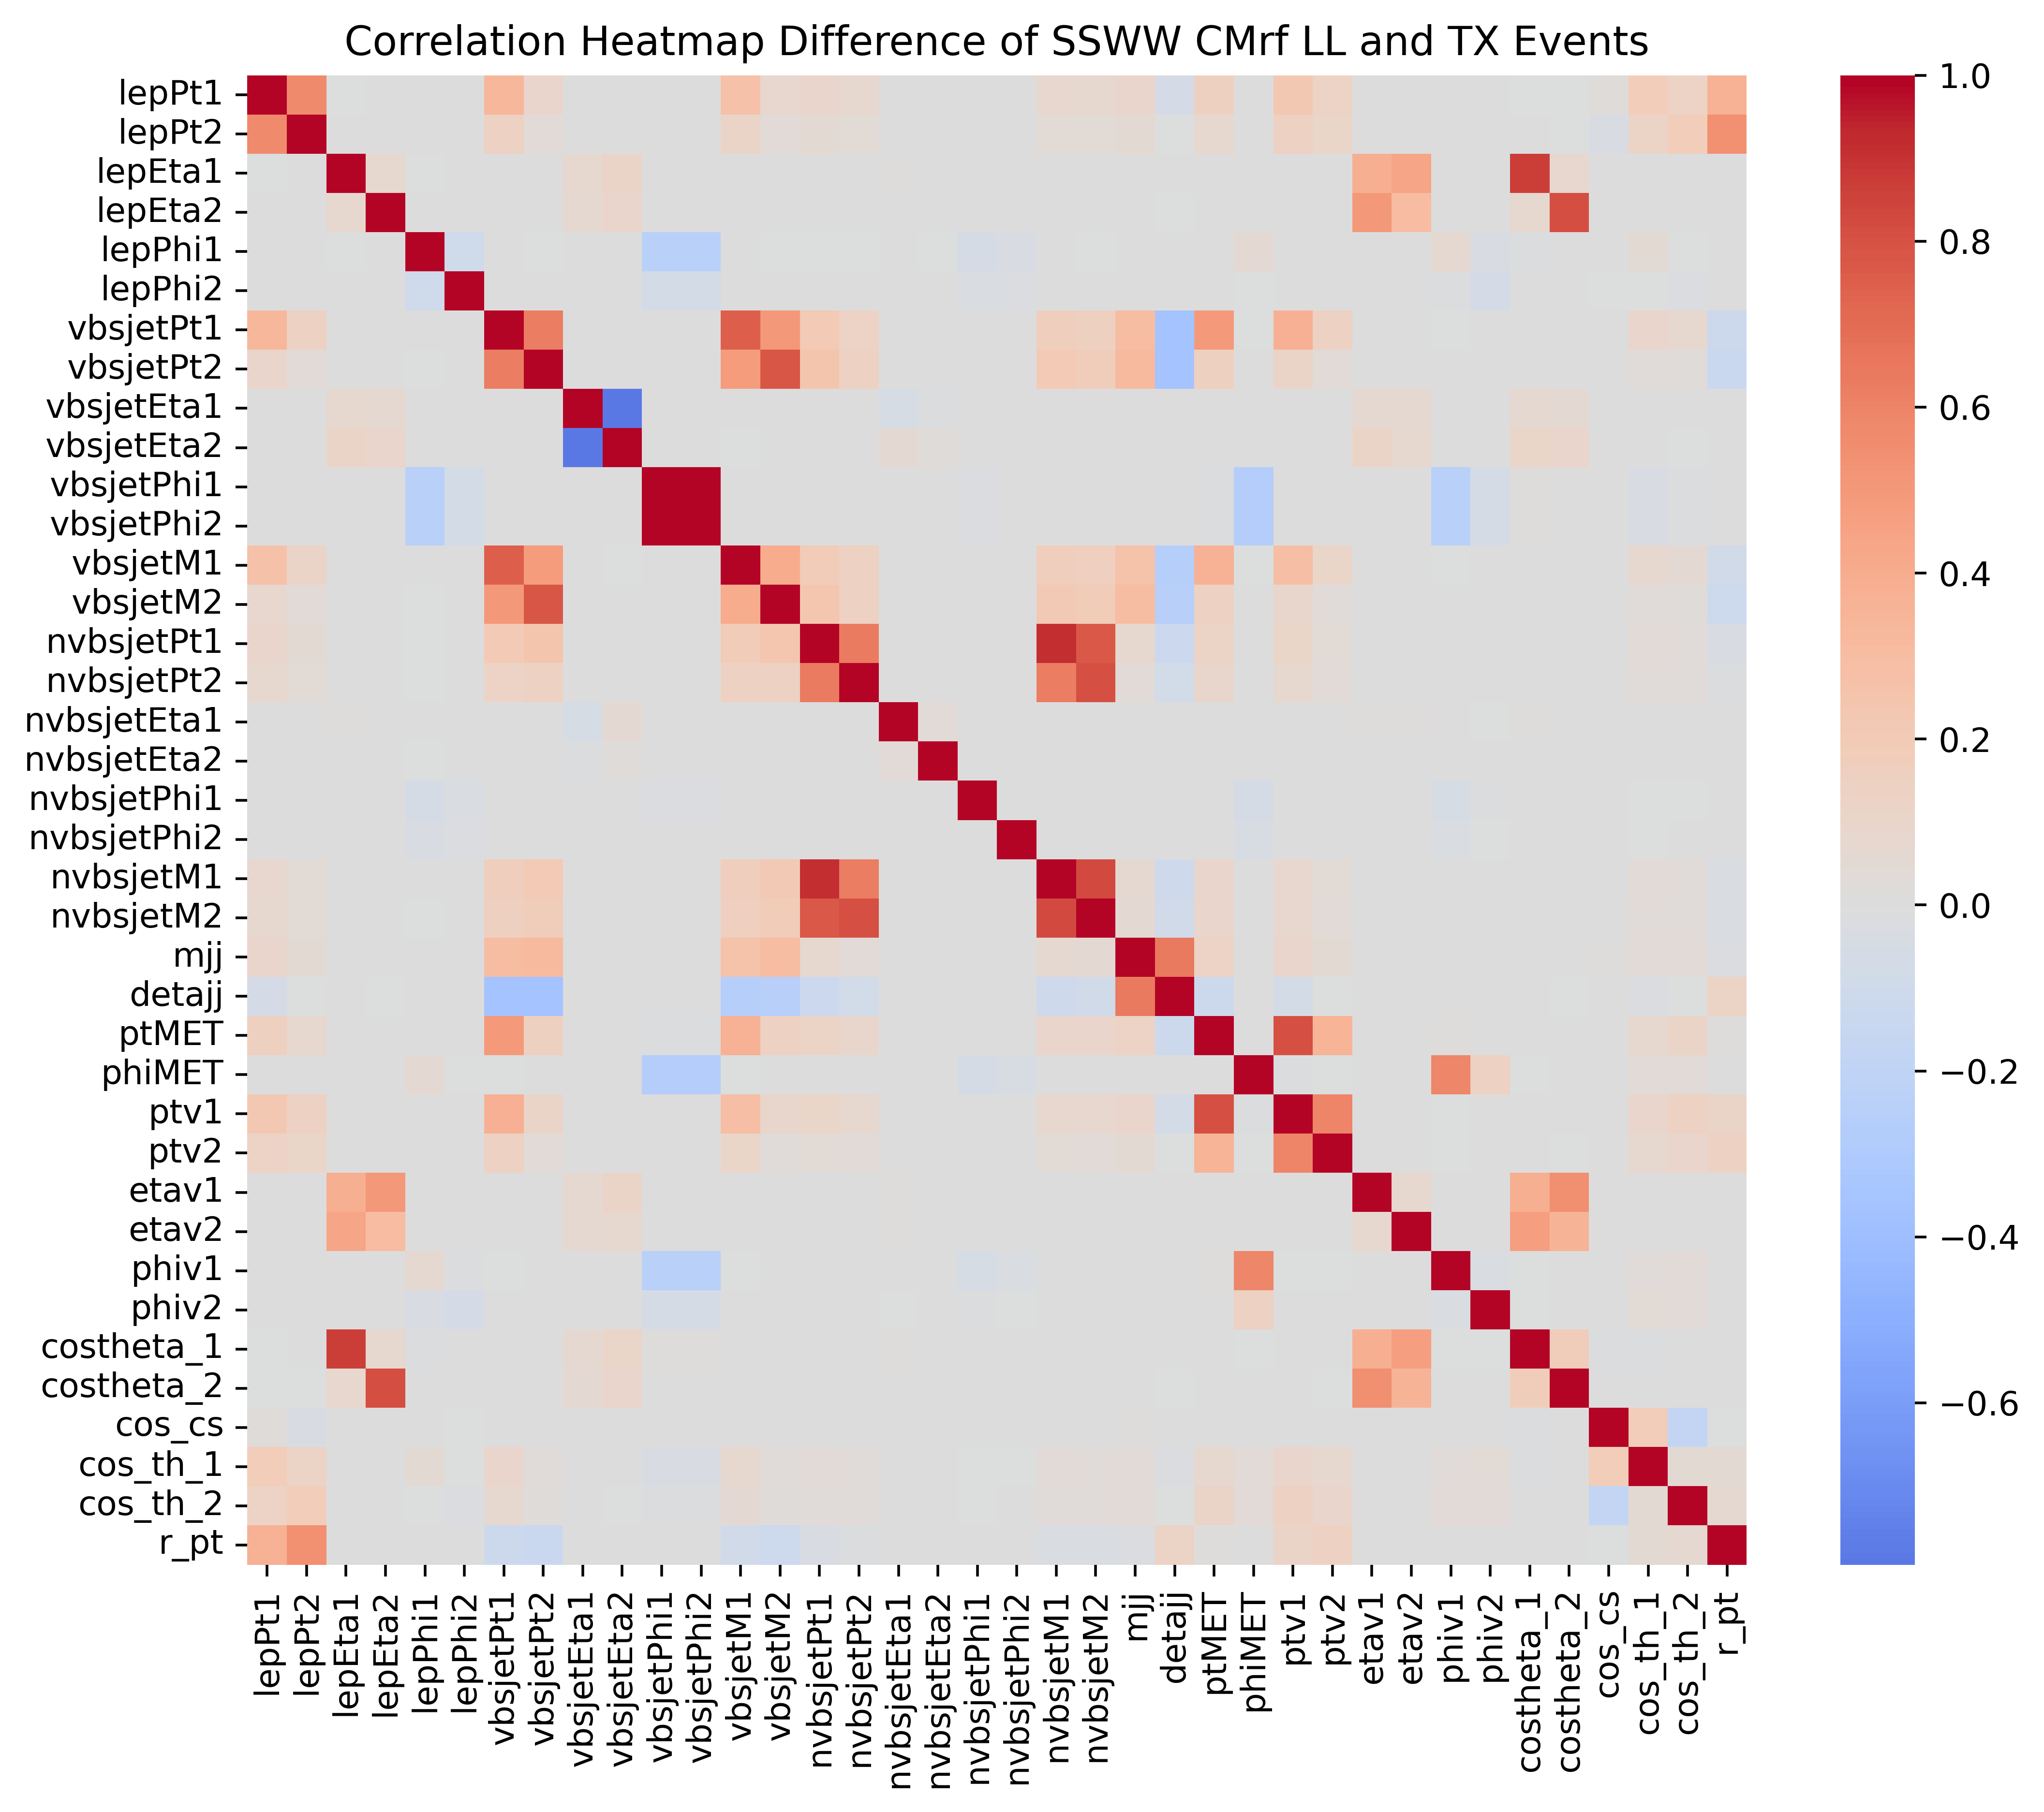 Correlation Heatmap Difference of SSWW CMrf LL and TX Events
lepPt1
lepPt2
lepEta1
lepEta2
lepPhi1
lepPhi2
vbsjetPt1
vbsjetPt2
vbsjetEta1
vbsjetEta2
vbsjetPhi1
vbsjetPhi2
vbsjetM1
vbsjetM2
nvbsjetPt1
nvbsjetPt2
nvbsjetEta1
nvbsjetEta2
nvbsjetPhi1
nvbsjetPhi2
nvbsjetM1
nvbsjetM2
mjj
detajj
ptMET
phiMET
ptv1
ptv2
etav1
etav2
phiv1
phiv2
costheta_1
costheta_2
cos_cs
cos_th_1
cos_th_2
r_pt
lepPt1
lepPt2
lepEta1
lepEta2
lepPhi1
lepPhi2
vbsjetPt1
vbsjetPt2
vbsjetEta1
vbsjetEta2
vbsjetPhi1
vbsjetPhi2
vbsjetM1
vbsjetM2
nvbsjetPt1
nvbsjetPt2
nvbsjetEta1
nvbsjetEta2
nvbsjetPhi1
nvbsjetPhi2
nvbsjetM1
nvbsjetM2
mjj
detajj
ptMET
phiMET
ptv1
ptv2
etav1
etav2
phiv1
phiv2
costheta_1
costheta_2
cos_cs
cos_th_1
cos_th_2
r_pt
1.0
0.8
0.6
0.4
0.2
0.0
−0.2
−0.4
−0.6